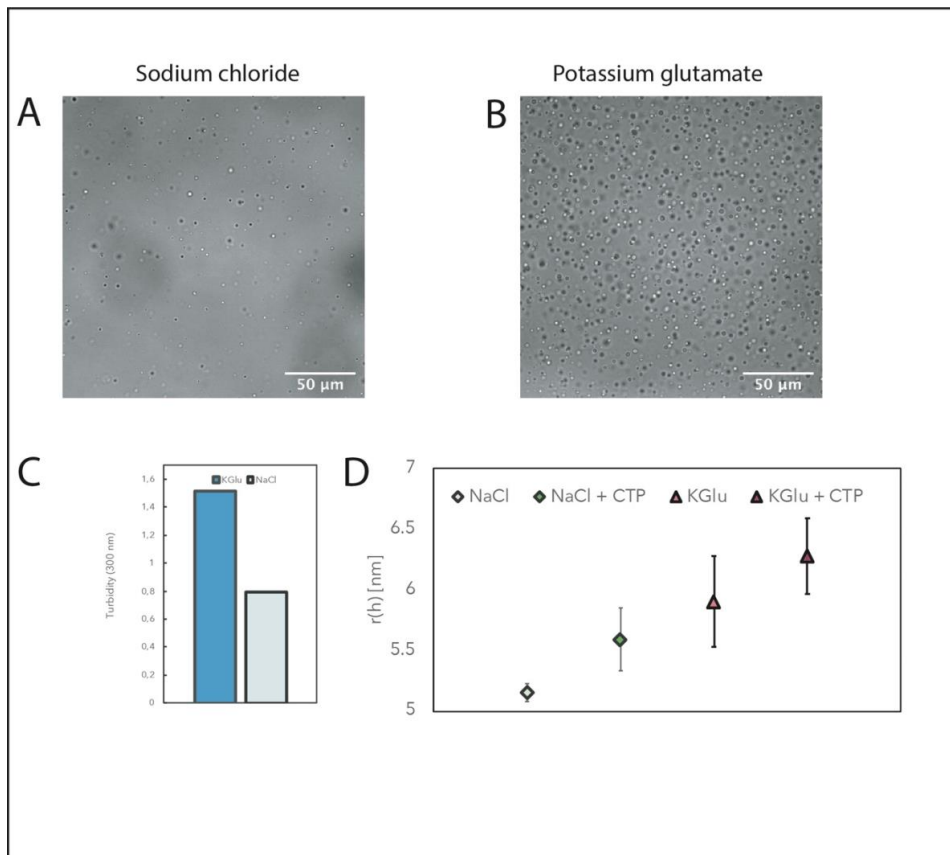 Sodium chloride
Potassium glutamate
A
B
50 µm
50 µm
C
D
KGlu NaCl
1,6
1,4
1,2
1
0,8
0,6
0,4
0,2
0
Turbidity (300 nm)
7
6.5
6
5.5
5
r(h) [nm]
NaCl NaCl + CTP KGlu KGlu + CTP